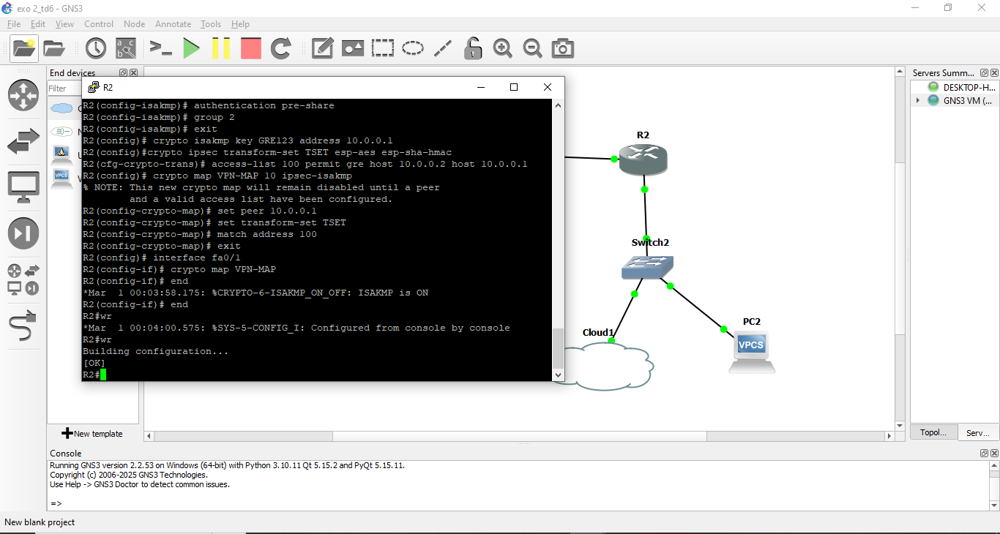 exo 2_td6 - GNS3
File Edit View Control Node Annotate Tools Help
End devices
Filter
VPCS
New template
R2
R2(config-isakmp)# authentication pre-share
R2(config-isakmp)# group 2
R2(config-isakmp)# exit
R2(config)# crypto isakmp key GRE123 address 10.0.0.1
R2(config)#crypto ipsec transform-set TSET esp-aes esp-sha-hmac
R2(cfg-crypto-trans)# access-list 100 permit gre host 10.0.0.2 host 10.0.0.1
R2(config)# crypto map VPN-MAP 10 ipsec-isakmp
% NOTE: This new crypto map will remain disabled until a peer
and a valid access list have been configured.
R2(config-crypto-map)# set peer 10.0.0.1
R2(config-crypto-map)# set transform-set TSET
R2(config-crypto-map)# match address 100
R2(config-crypto-map)# exit
R2(config)# interface fa0/1
R2(config-if)# crypto map VPN-MAP
R2(config-if)# end
*Mar  1 00:03:58.175: %CRYPTO-6-ISAKMP_ON_OFF: ISAKMP is ON
R2(config-if)# end
R2#wr
*Mar  1 00:04:00.575: %SYS-5-CONFIG_I: Configured from console by console
R2#wr
Building configuration...
[OK]
R2#
R2
Switch2
Cloud1
PC2
VPCS
Servers Summ...
DESKTOP-H...
GNS3 VM (...
Topol...
Serv...
Console
Running GNS3 version 2.2.53 on Windows (64-bit) with Python 3.10.11 Qt 5.15.2 and PyQt 5.15.11.
Copyright (c) 2006-2025 GNS3 Technologies.
Use Help -> GNS3 Doctor to detect common issues.
=>
New blank project